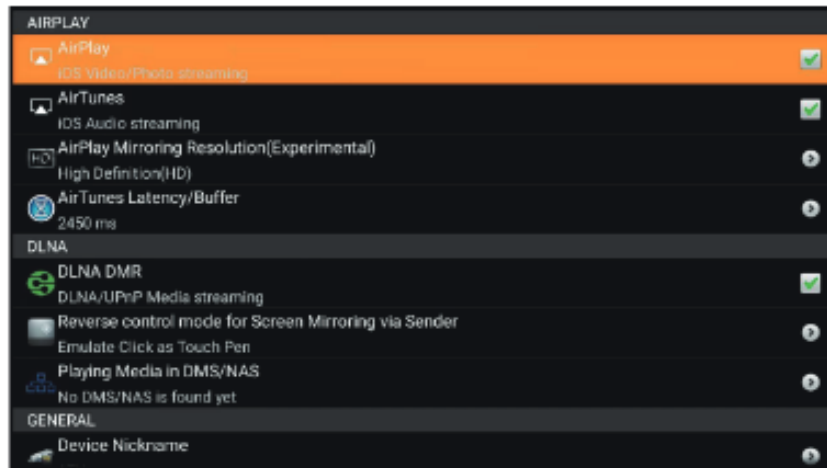 AIRPLAY
AirPlay
iOS Video/Photo streaming
AirTunes
iOS Audio streaming
AirPlay Mirroring Resolution(Experimental)
HD
High Definition(HD)
AirTunes Latency/Buffer
2450 ms
DLNA
DLNA DMR
DLNA/UPnP Media streaming
Reverse control mode for Screen Mirroring via Sender
Emulate Click as Touch Pen
Playing Media in DMS/NAS
No DMS/NAS is found yet
GENERAL
Device Nickname